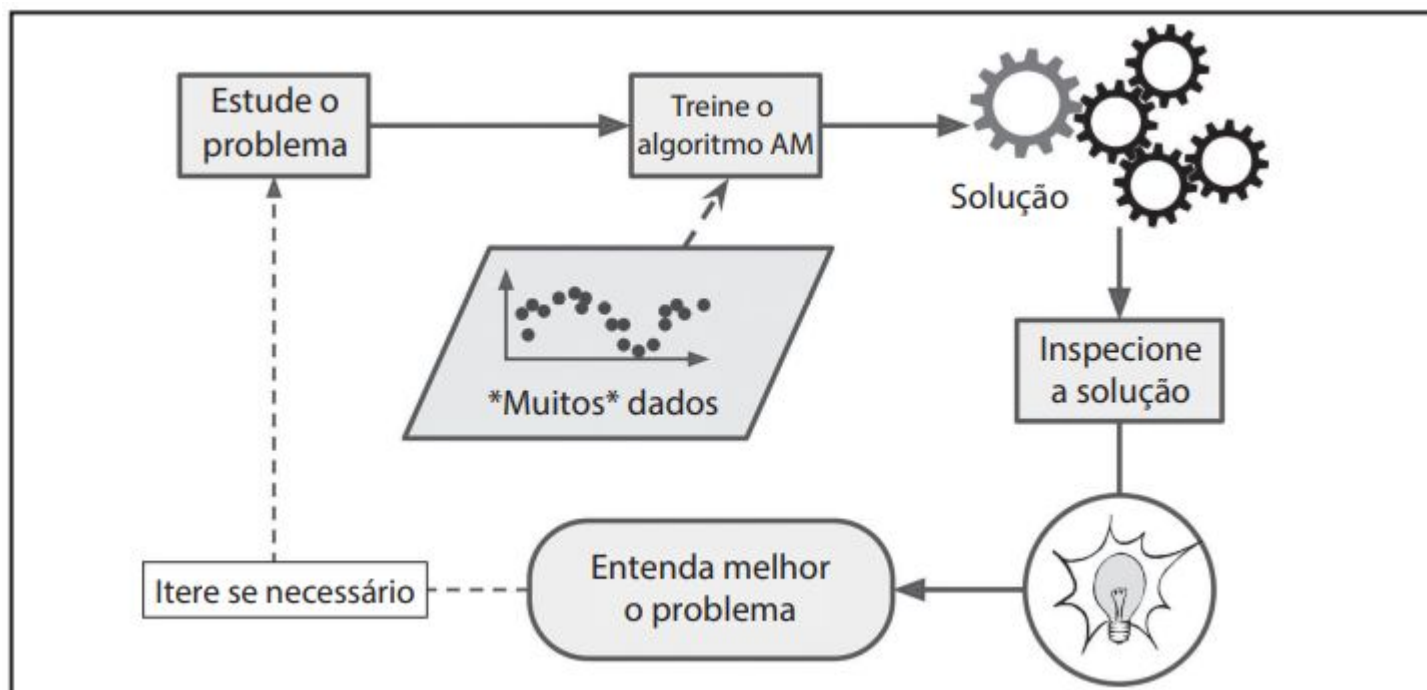 Estude o
problema
Treine o
algoritmo AM
Solução
*Muitos* dados
Inspecione
a solução
Entenda melhor
o problema
Itere se necessário